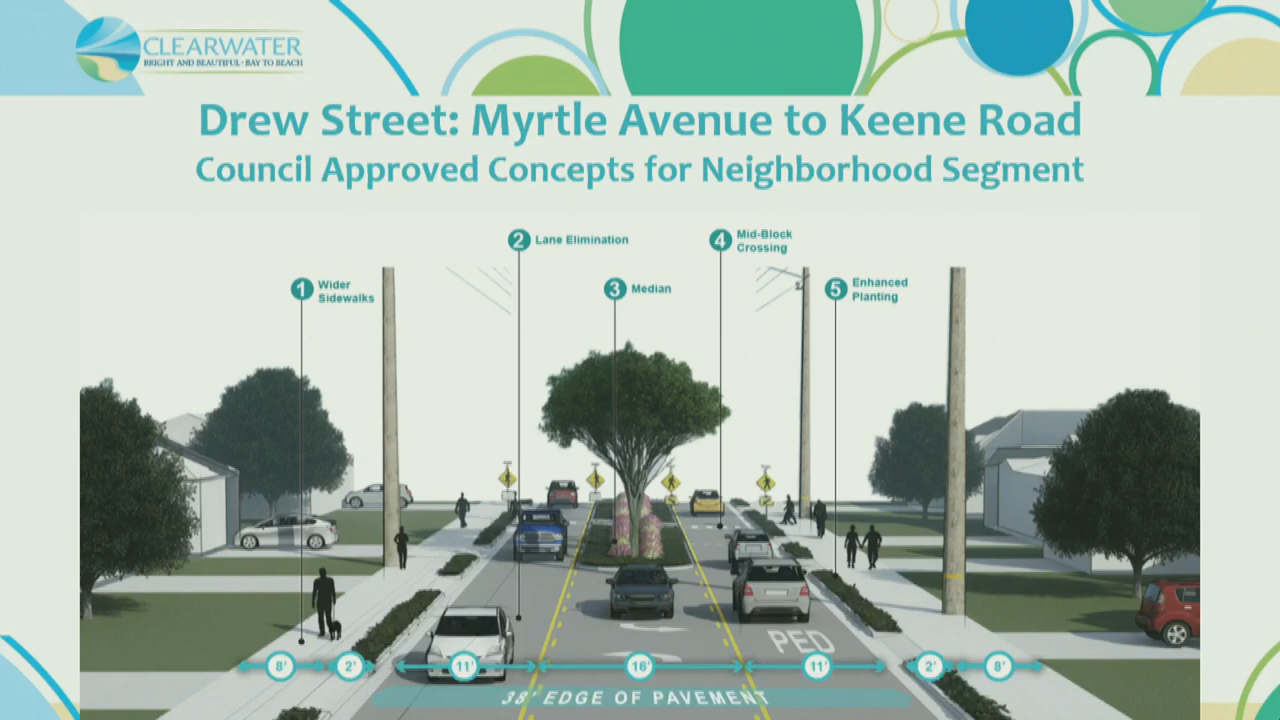 CLEARWATER
BRIGHT AND BEAUTIFUL • BAY TO BEACH
Drew Street: Myrtle Avenue to Keene Road
Council Approved Concepts for Neighborhood Segment
1 Wider
Sidewalks
2 Lane Elimination
3 Median
4 Mid-Block
Crossing
5 Enhanced
Planting
PED
8' 2' 11' 16' 11' 2' 8'
38' EDGE OF PAVEMENT